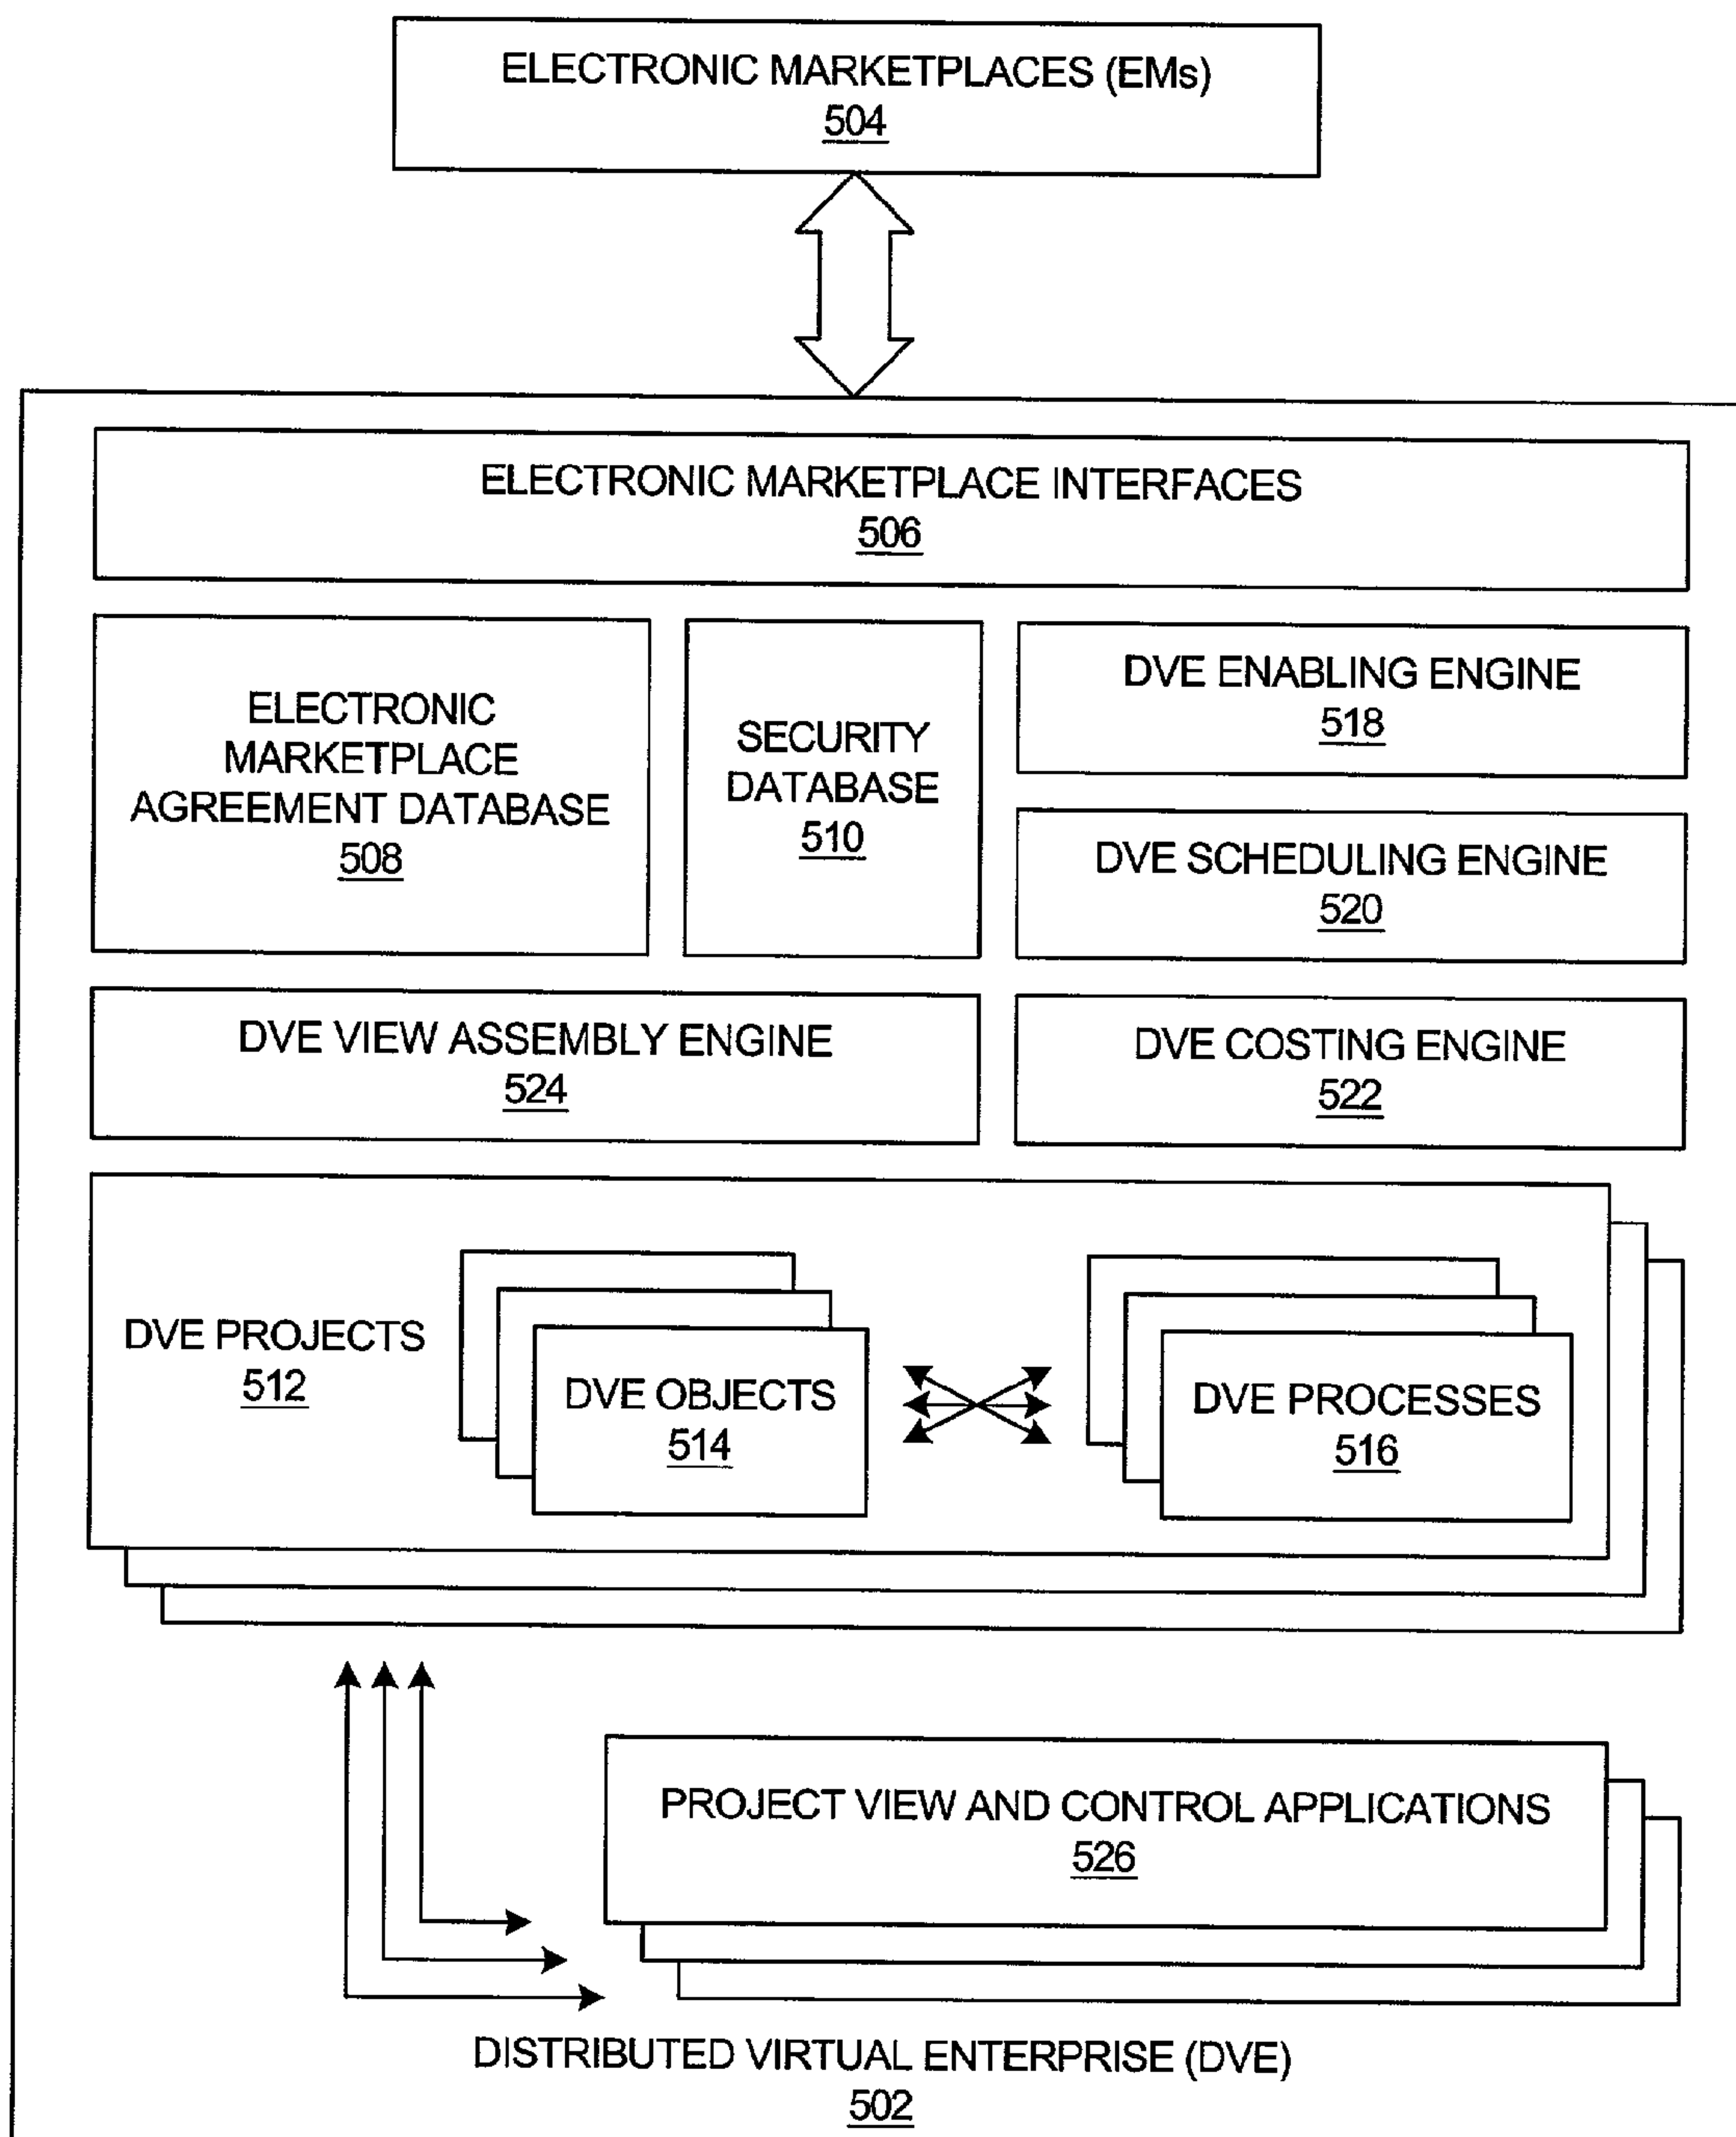 ELECTRONIC MARKETPLACES (EMs)
504
ELECTRONIC MARKETPLACE INTERFACES
506
ELECTRONIC
MARKETPLACE
AGREEMENT DATABASE
508
SECURITY
DATABASE
510
DVE ENABLING ENGINE
518
DVE SCHEDULING ENGINE
520
DVE VIEW ASSEMBLY ENGINE
524
DVE COSTING ENGINE
522
DVE PROJECTS
512
DVE OBJECTS
514
DVE PROCESSES
516
PROJECT VIEW AND CONTROL APPLICATIONS
526
DISTRIBUTED VIRTUAL ENTERPRISE (DVE)
502